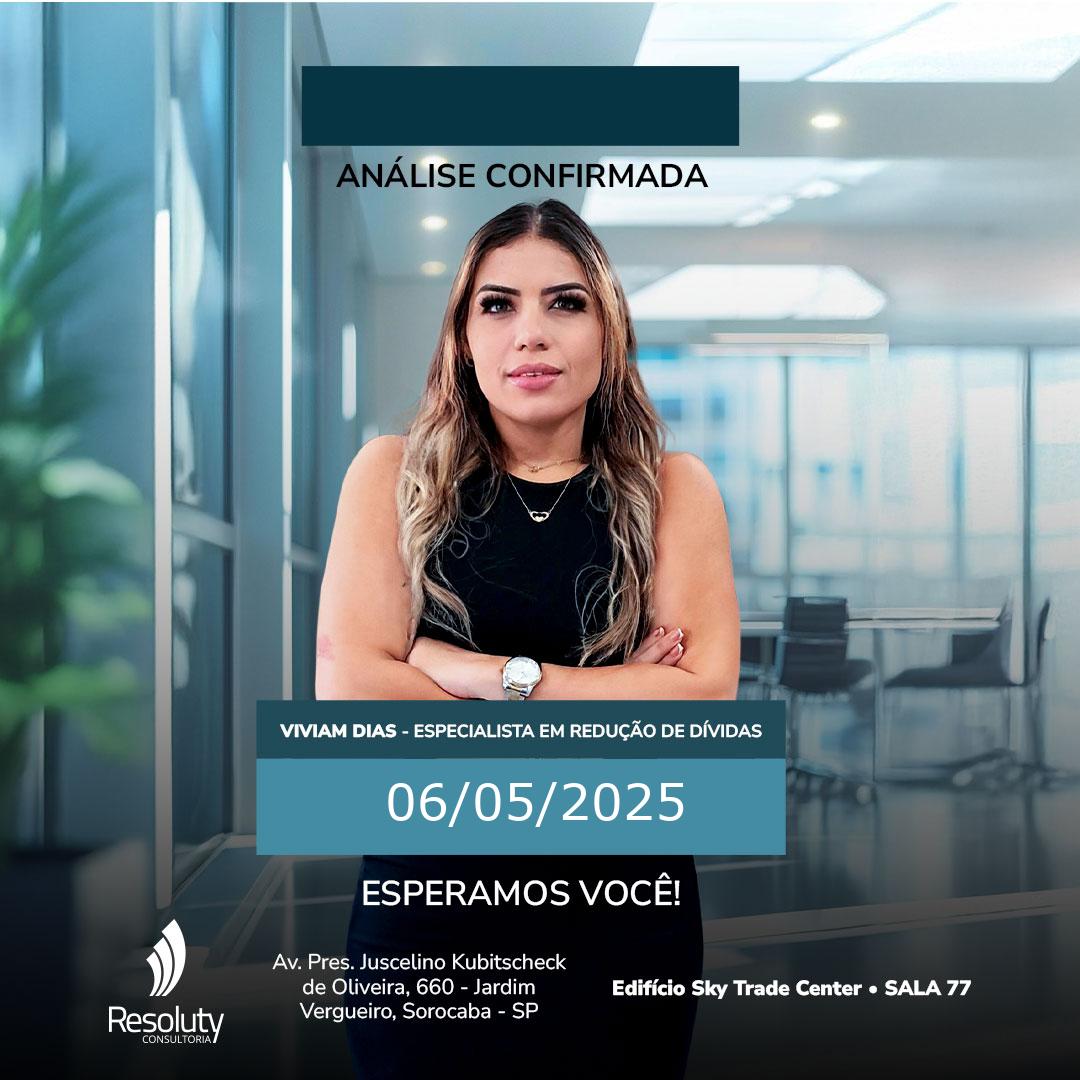 ANÁLISE CONFIRMADA
VIVIAM DIAS - ESPECIALISTA EM REDUÇÃO DE DÍVIDAS
06/05/2025
ESPERAMOS VOCÊ!
Resoluty
CONSULTORIA
Av. Pres. Juscelino Kubitscheck
de Oliveira, 660 - Jardim
Vergueiro, Sorocaba - SP
Edifício Sky Trade Center • SALA 77